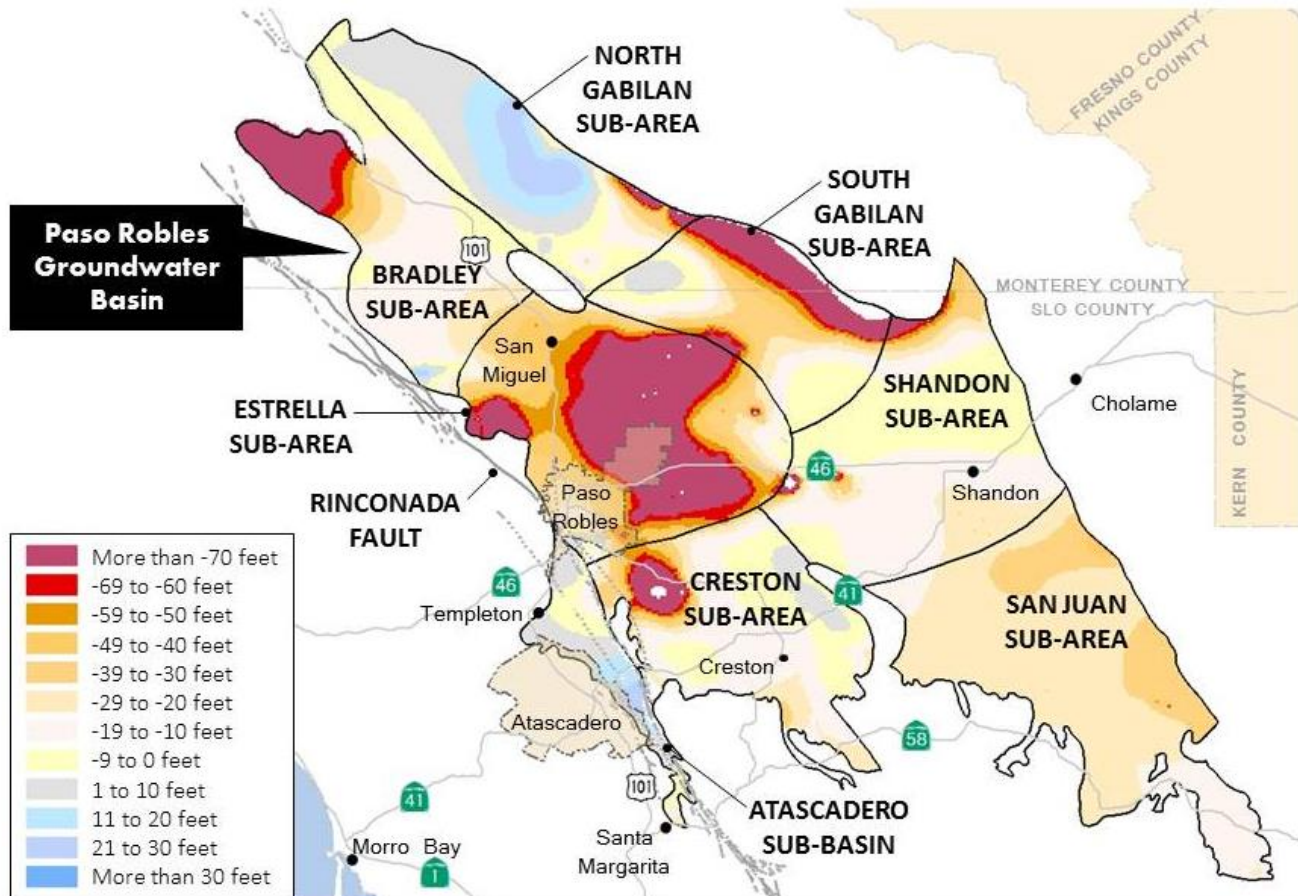 NORTH
GABILAN
SUB-AREA
FRESNO COUNTY
KINGS COUNTY
SOUTH
GABILAN
SUB-AREA
Paso Robles
Groundwater
Basin
101
BRADLEY
SUB-AREA
MONTEREY COUNTY
SLO COUNTY
San
Miguel
SHANDON
SUB-AREA
Cholame
ESTRELLA
SUB-AREA
KERN COUNTY
46
Shandon
RINCONADA
FAULT
Paso
Robles
46
Templeton
CRESTON
SUB-AREA
41
SAN JUAN
SUB-AREA
Creston
Atascadero
58
101
ATASCADERO
SUB-BASIN
Santa
Margarita
41
Morro Bay
1
More than -70 feet
-69 to -60 feet
-59 to -50 feet
-49 to -40 feet
-39 to -30 feet
-29 to -20 feet
-19 to -10 feet
-9 to 0 feet
1 to 10 feet
11 to 20 feet
21 to 30 feet
More than 30 feet